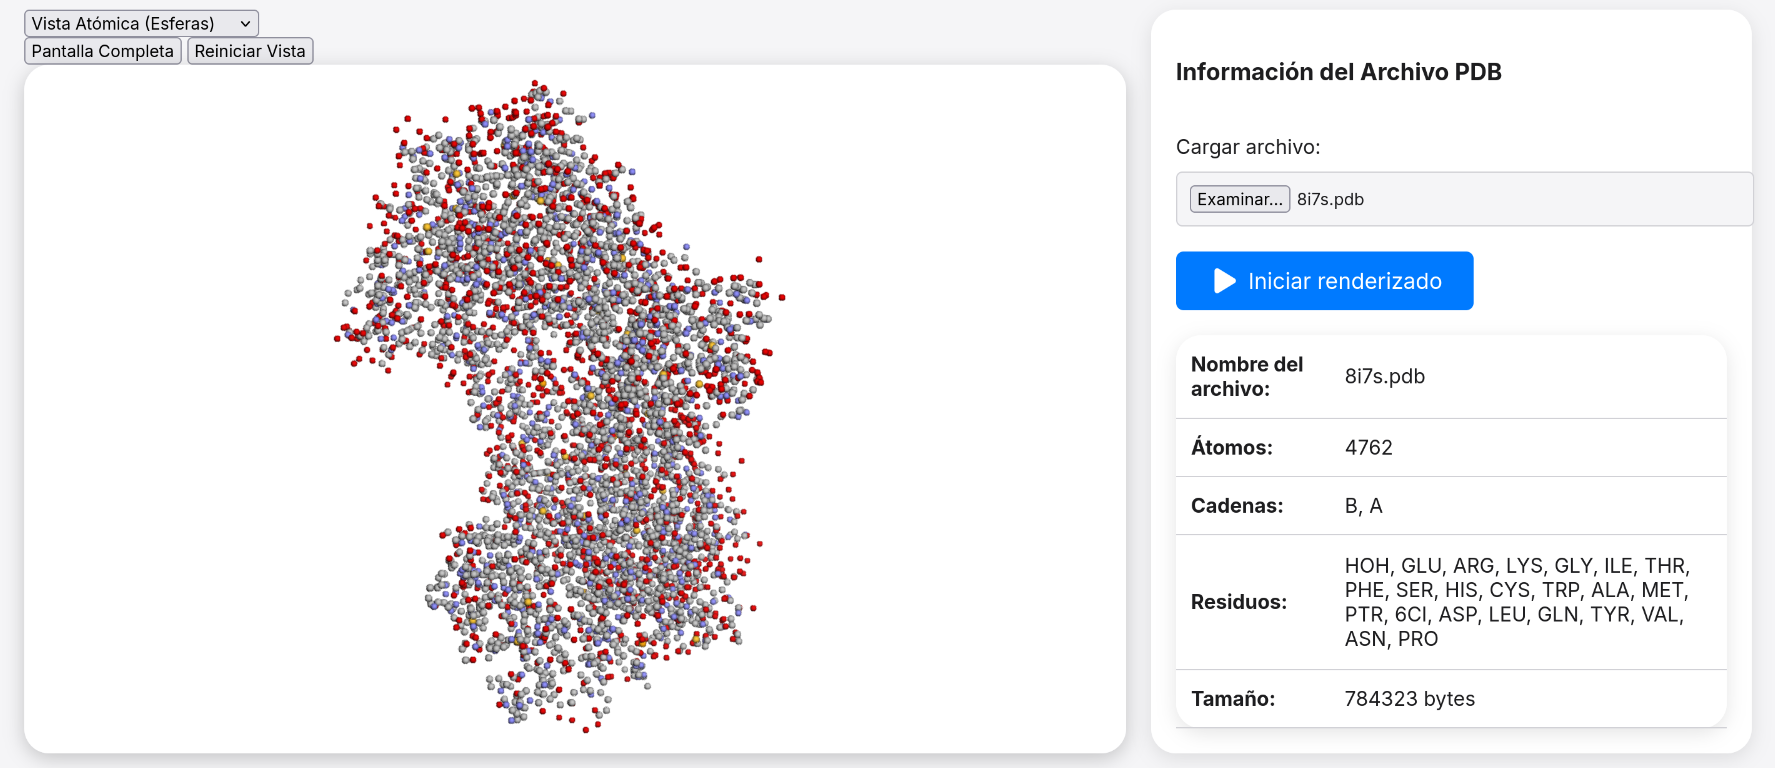 Vista Atómica (Esferas)
Pantalla Completa Reiniciar Vista
Información del Archivo PDB
Cargar archivo:
Examinar... 8i7s.pdb
Iniciar renderizado
Nombre del
archivo:
8i7s.pdb
Átomos: 4762
Cadenas: B, A
Residuos:
HOH, GLU, ARG, LYS, GLY, ILE, THR,
PHE, SER, HIS, CYS, TRP, ALA, MET,
PTR, 6CI, ASP, LEU, GLN, TYR, VAL,
ASN, PRO
Tamaño: 784323 bytes